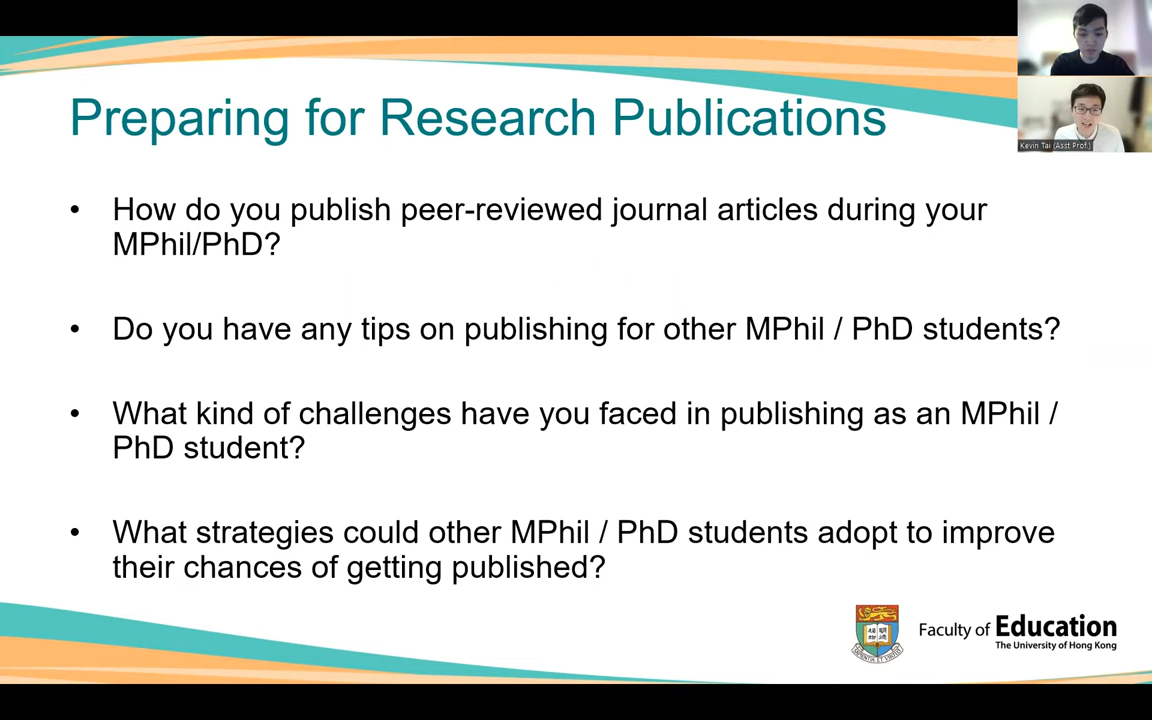 Preparing for Research Publications
Kevin Tai (Asst Prof.)
• How do you publish peer-reviewed journal articles during your
MPhil/PhD?
• Do you have any tips on publishing for other MPhil / PhD students?
• What kind of challenges have you faced in publishing as an MPhil /
PhD student?
• What strategies could other MPhil / PhD students adopt to improve
their chances of getting published?
Faculty of Education
The University of Hong Kong